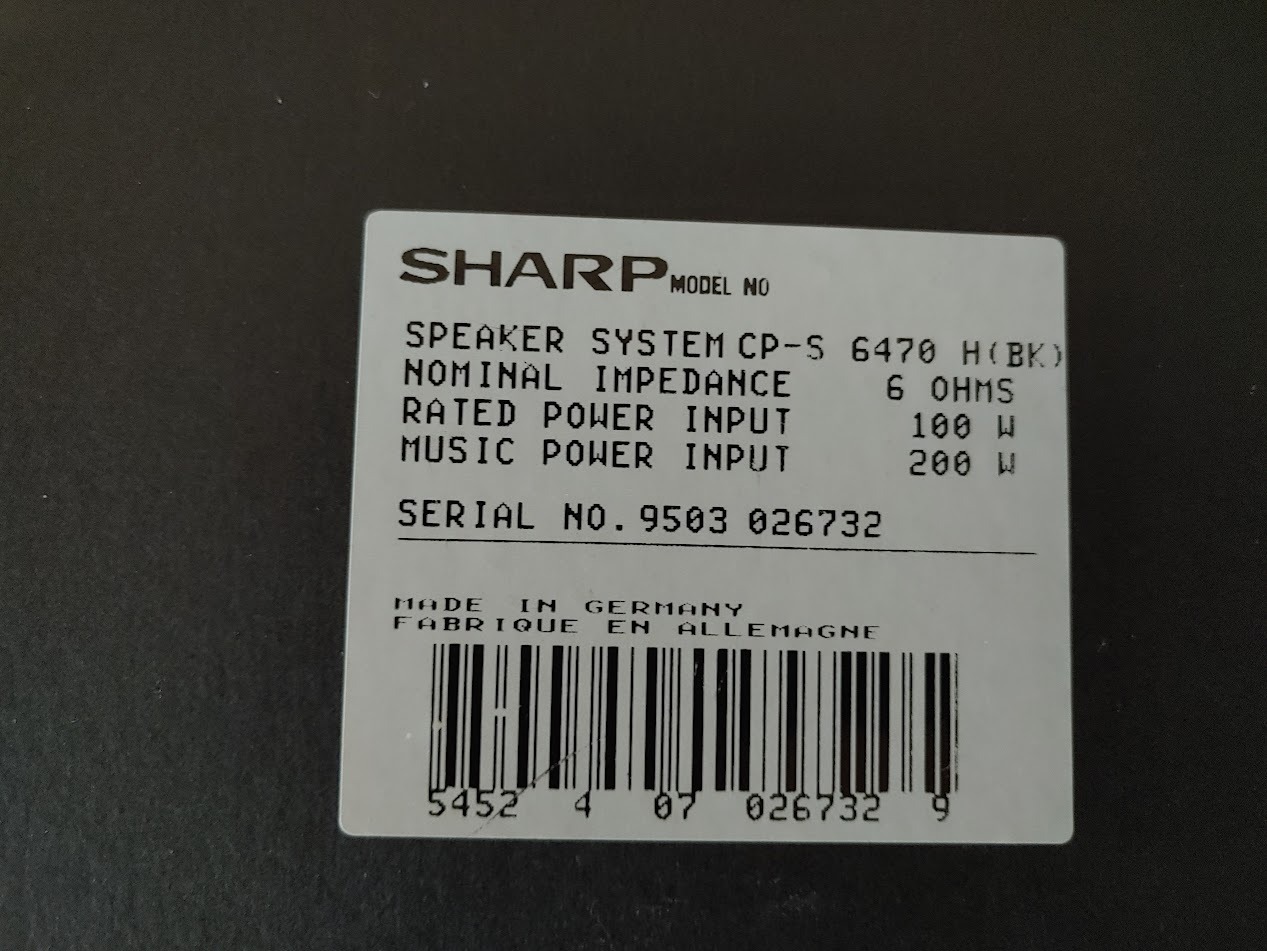 SHARP MODEL NO
SPEAKER SYSTEM CP-S 6470 H(BK)
NOMINAL IMPEDANCE 6 OHMS
RATED POWER INPUT 100 W
MUSIC POWER INPUT 200 W
SERIAL NO. 9503 026732
MADE IN GERMANY
FABRIQUE EN ALLEMAGNE
5452 4 07 026732 9